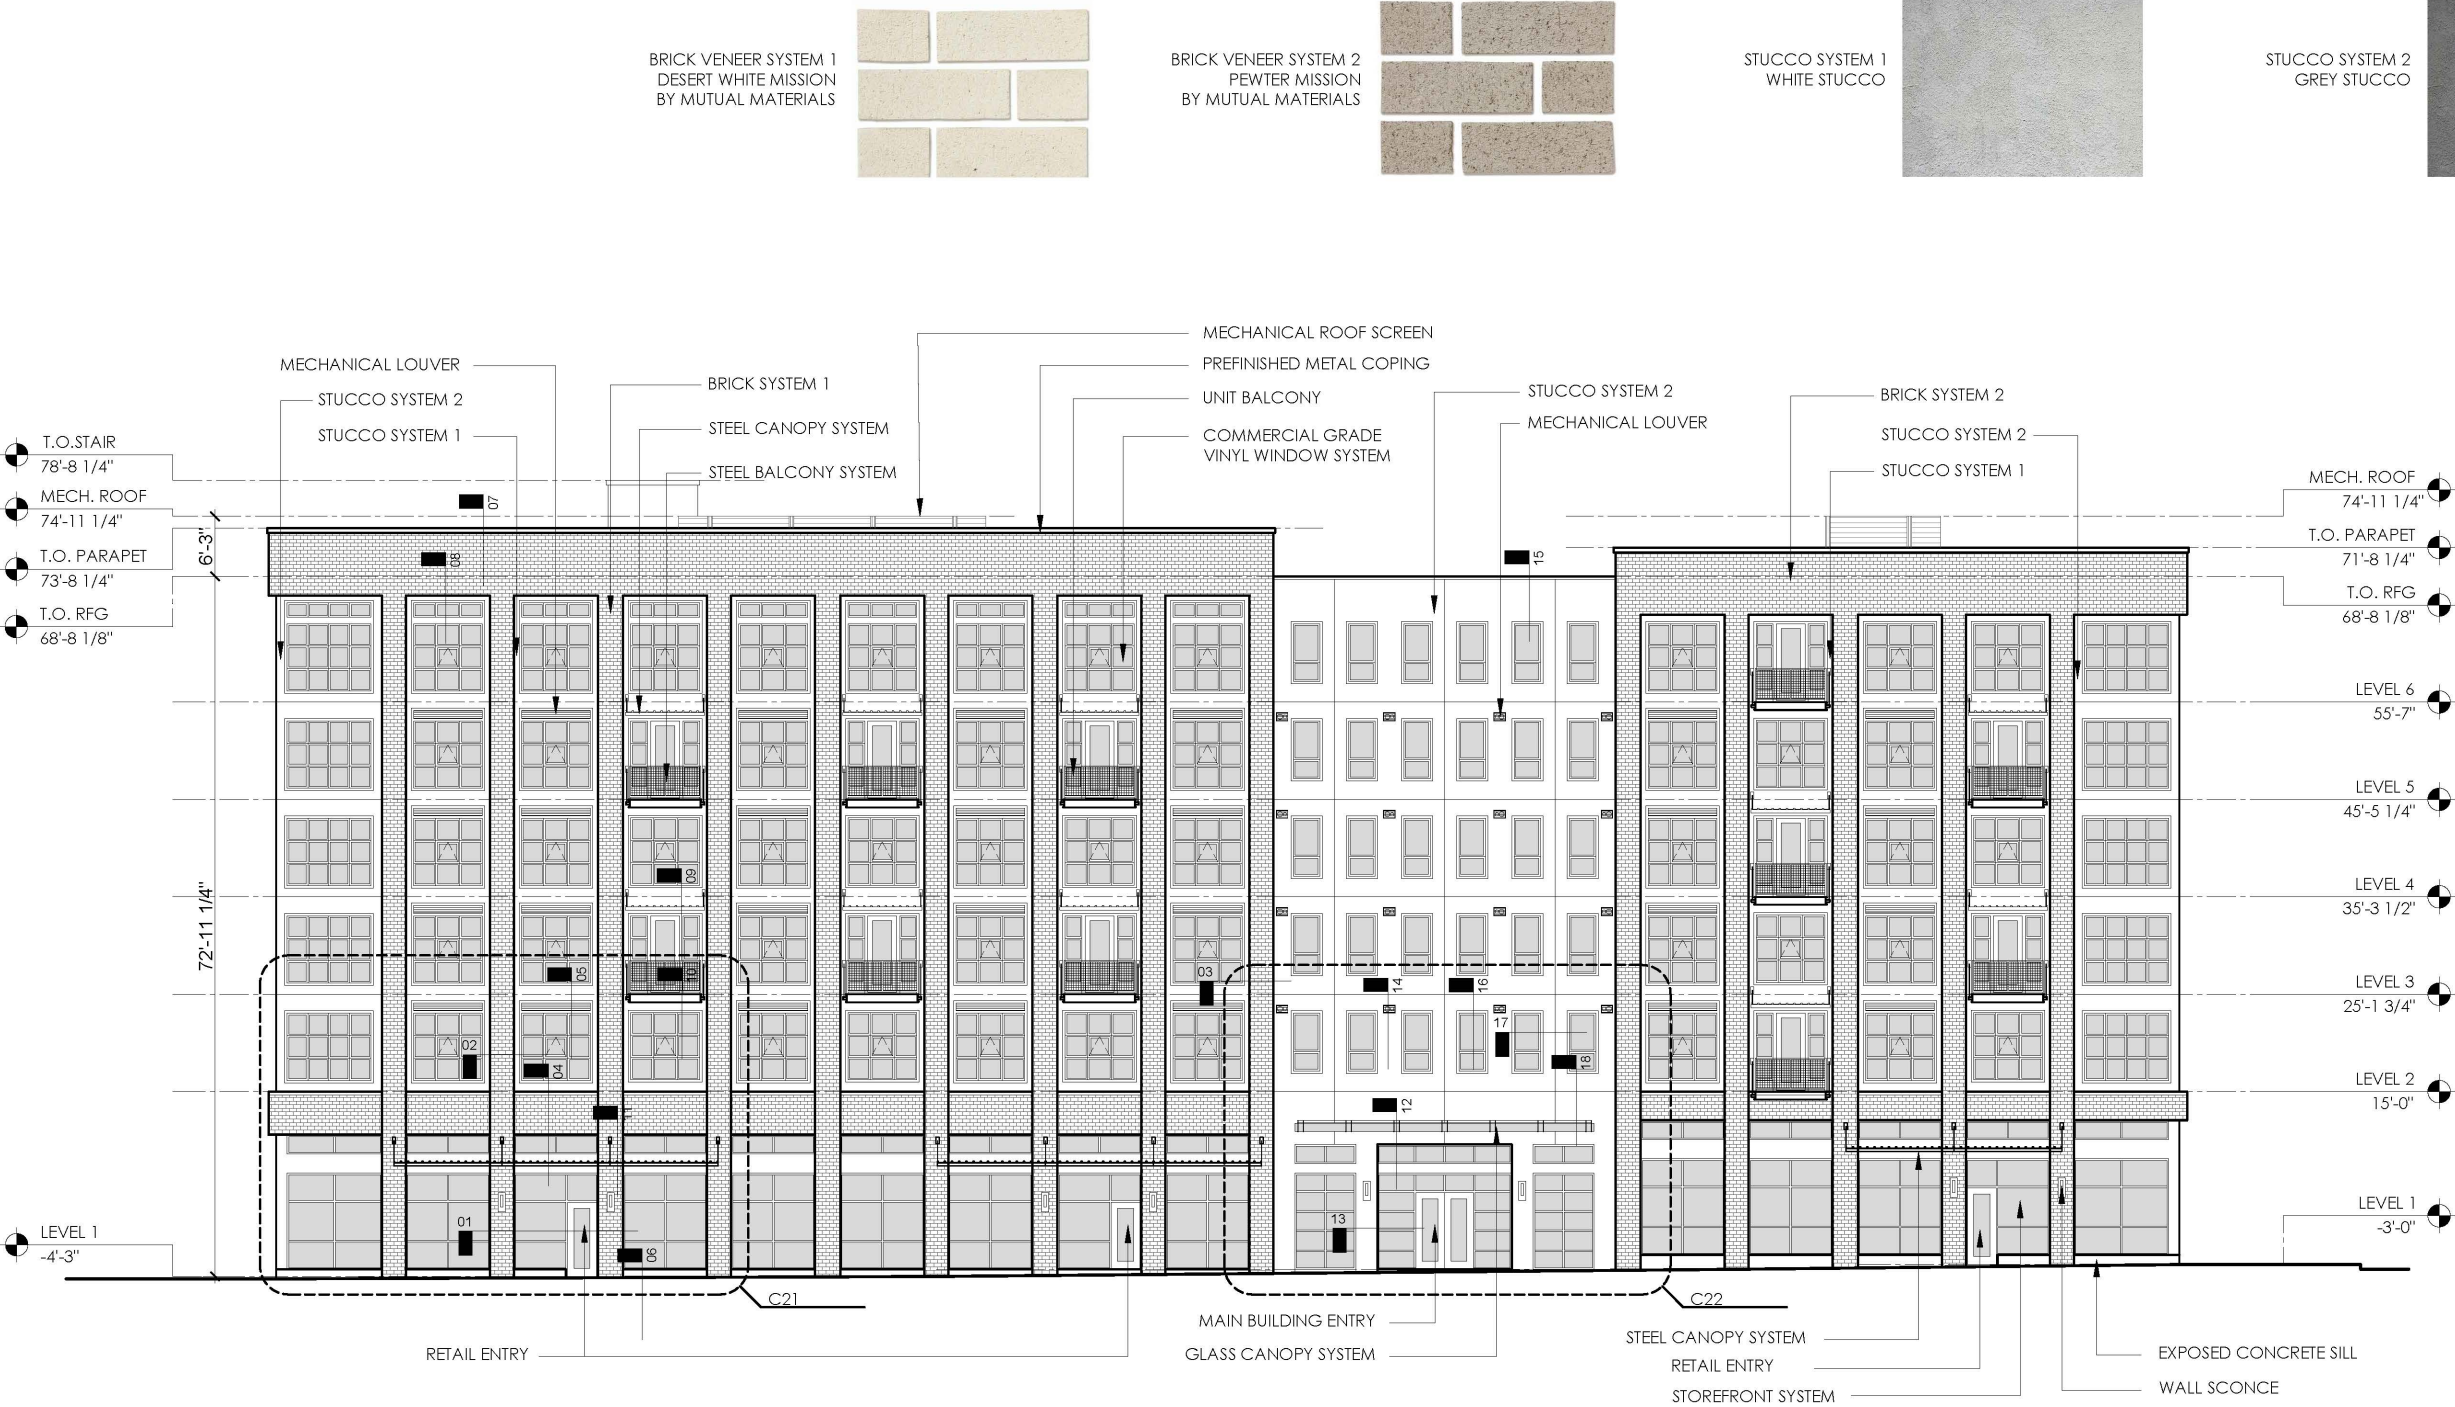 BRICK VENEER SYSTEM 1
DESERT WHITE MISSION
BY MUTUAL MATERIALS
BRICK VENEER SYSTEM 2
PEWTER MISSION
BY MUTUAL MATERIALS
STUCCO SYSTEM 1
WHITE STUCCO
STUCCO SYSTEM 2
GREY STUCCO
MECHANICAL LOUVER
STUCCO SYSTEM 2
STUCCO SYSTEM 1
BRICK SYSTEM 1
STEEL CANOPY SYSTEM
STEEL BALCONY SYSTEM
MECHANICAL ROOF SCREEN
PREFINISHED METAL COPING
UNIT BALCONY
COMMERCIAL GRADE
VINYL WINDOW SYSTEM
STUCCO SYSTEM 2
MECHANICAL LOUVER
BRICK SYSTEM 2
STUCCO SYSTEM 2
STUCCO SYSTEM 1
T.O.STAIR
78'-8 1/4"
MECH. ROOF
74'-11 1/4"
T.O. PARAPET
73'-8 1/4"
T.O. RFG
68'-8 1/8"
LEVEL 1
-4'-3"
6'-3"
72'-11 1/4"
MECH. ROOF
74'-11 1/4"
T.O. PARAPET
71'-8 1/4"
T.O. RFG
68'-8 1/8"
LEVEL 6
55'-7"
LEVEL 5
45'-5 1/4"
LEVEL 4
35'-3 1/2"
LEVEL 3
25'-1 3/4"
LEVEL 2
15'-0"
LEVEL 1
-3'-0"
07
08
15
09
05
10
03
14
16
02
04
17
18
11
12
01
06
13
C21
C22
RETAIL ENTRY
MAIN BUILDING ENTRY
GLASS CANOPY SYSTEM
STEEL CANOPY SYSTEM
RETAIL ENTRY
STOREFRONT SYSTEM
EXPOSED CONCRETE SILL
WALL SCONCE